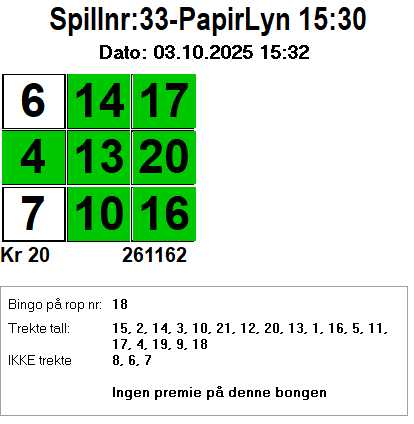 Spillnr:33-PapirLyn 15:30
Dato: 03.10.2025 15:32
6 14 17
4 13 20
7 10 16
Kr 20 261162
Bingo på rop nr: 18
Trekte tall: 15, 2, 14, 3, 10, 21, 12, 20, 13, 1, 16, 5, 11,
17, 4, 19, 9, 18
IKKE trekte 8, 6, 7
Ingen premie på denne bongen